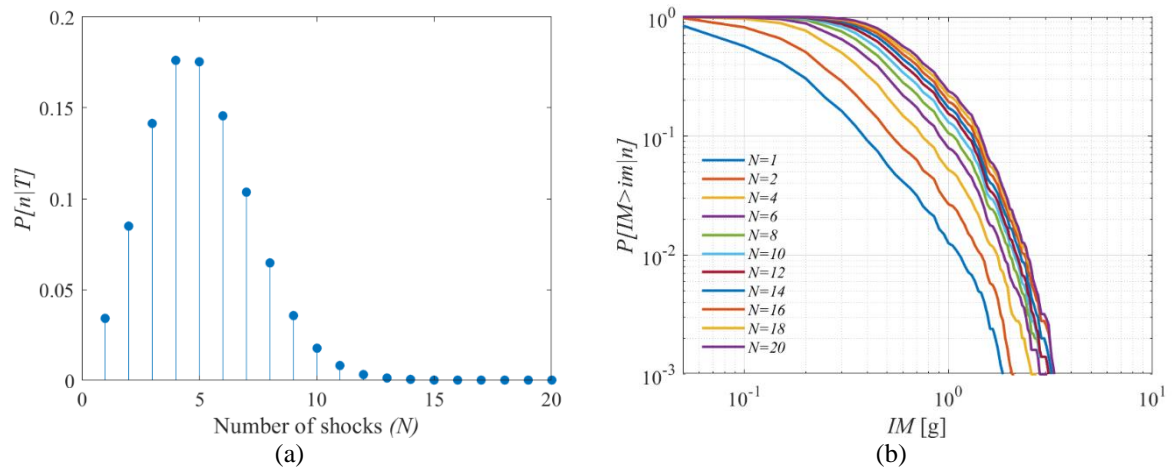 0.2
0.15
0.1
0.05
0
P[n|T]
0 5 10 15 20
Number of shocks (N)
(a)
10^0
10^-1
10^-2
10^-3
P[IM>im|n]
N=1
N=2
N=4
N=6
N=8
N=10
N=12
N=14
N=16
N=18
N=20
10^-1 10^0 10^1
IM [g]
(b)